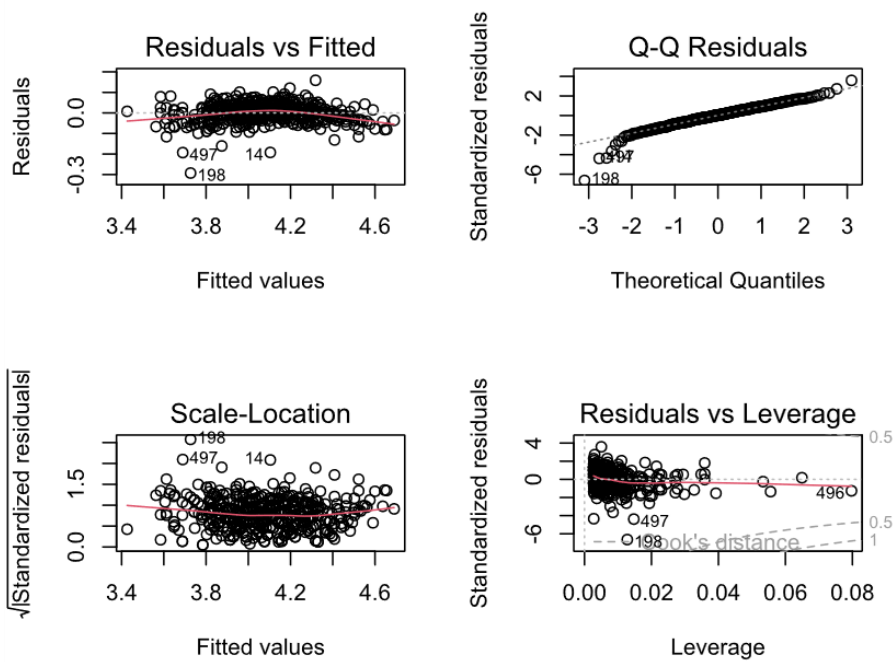 Residuals vs Fitted
Residuals
0.0
-0.3
497
14
198
3.4 3.8 4.2 4.6
Fitted values
Q-Q Residuals
Standardized residuals
2
-2
-6
497
198
-3 -2 -1 0 1 2 3
Theoretical Quantiles
Scale-Location
√|Standardized residuals|
1.5
0.0
198
497
14
3.4 3.8 4.2 4.6
Fitted values
Residuals vs Leverage
Standardized residuals
4
0
-6
0.5
496
497
0.5
Cook's distance
198
1
0.00 0.02 0.04 0.06 0.08
Leverage